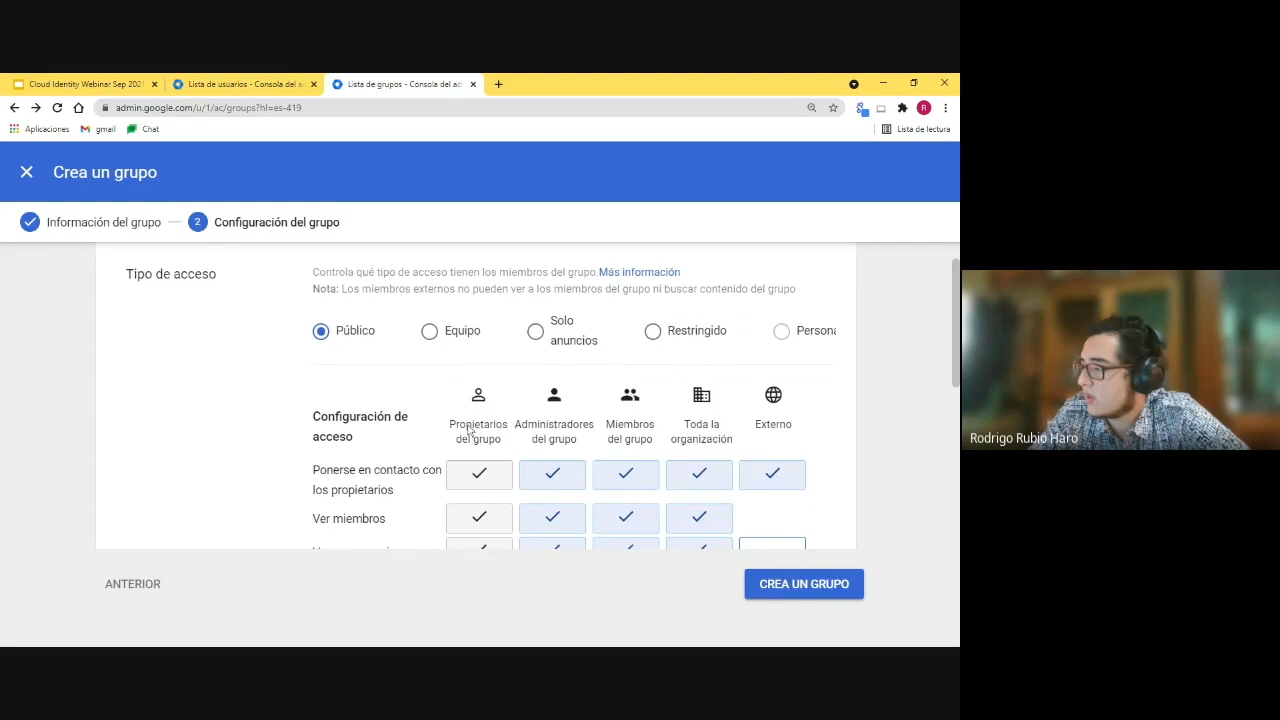 Cloud Identity Webinar Sep 202
Lista de usuarios - Consola del a
Lista de grupos - Consola del ad
admin.google.com/u/1/ac/groups?hl=es-419
R
Aplicaciones
gmail
Chat
Lista de lectura
Crea un grupo
Información del grupo
2
Configuración del grupo
Tipo de acceso
Controla qué tipo de acceso tienen los miembros del grupo.Más información
Nota: Los miembros externos no pueden ver a los miembros del grupo ni buscar contenido del grupo
Público
Equipo
Solo
anuncios
Restringido
Persona
Configuración de
acceso
Propietarios
del grupo
Administradores
del grupo
Miembros
del grupo
Toda la
organización
Externo
Ponerse en contacto con
los propietarios
Ver miembros
ANTERIOR
CREA UN GRUPO
Rodrigo Rubio Haro